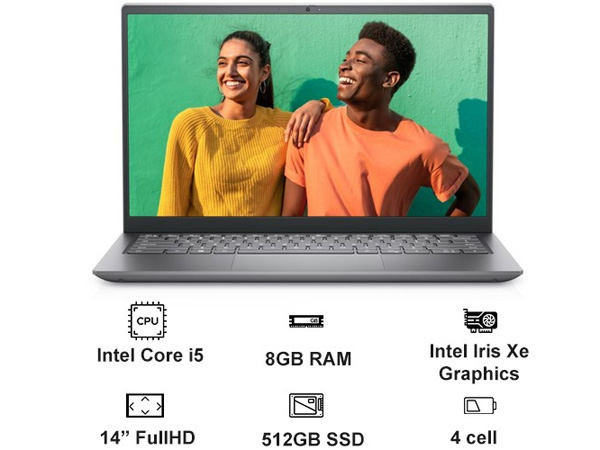 CPU
Intel Core i5
8GB RAM
Intel Iris Xe
Graphics
14” FullHD
512GB SSD
4 cell